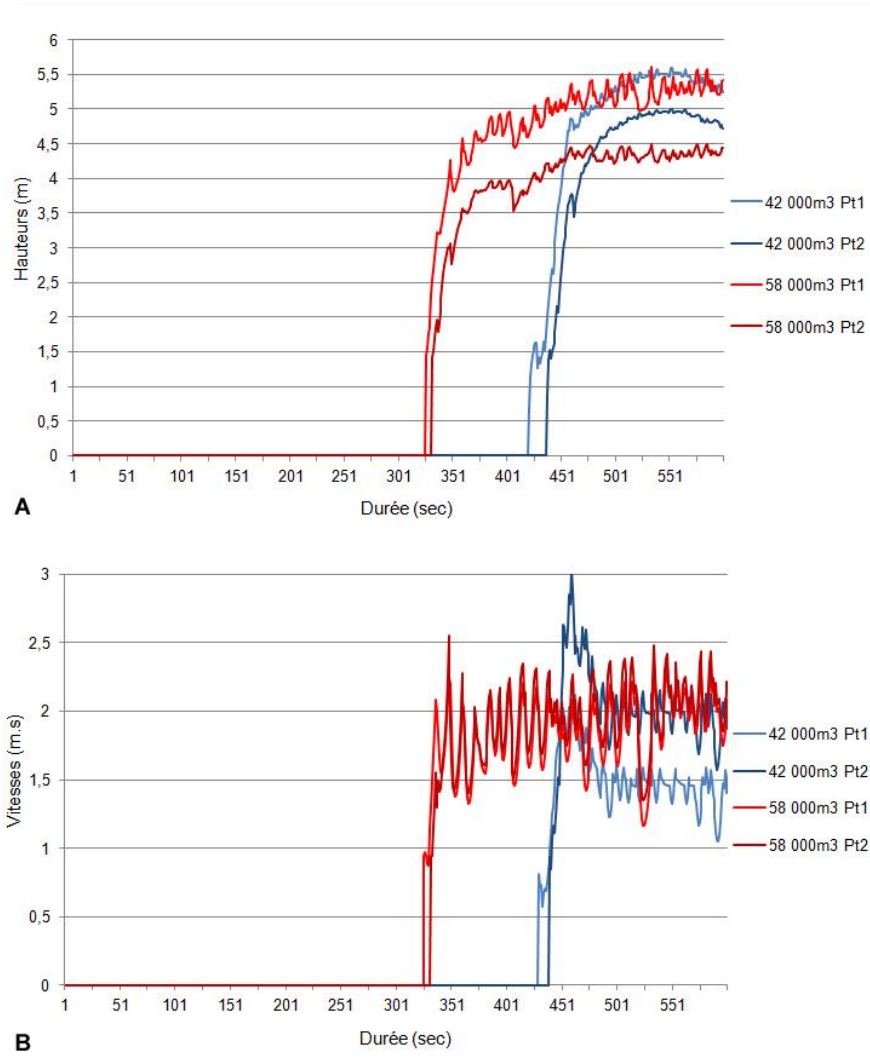 6
5,5
5
4,5
4
3,5
3
2,5
2
1,5
1
0,5
0
Hauteurs (m)
1 51 101 151 201 251 301 351 401 451 501 551
Durée (sec)
42 000m3 Pt1
42 000m3 Pt2
58 000m3 Pt1
58 000m3 Pt2
A
3
2,5
2
1,5
1
0,5
0
Vitesses (m.s)
1 51 101 151 201 251 301 351 401 451 501 551
Durée (sec)
42 000m3 Pt1
42 000m3 Pt2
58 000m3 Pt1
58 000m3 Pt2
B